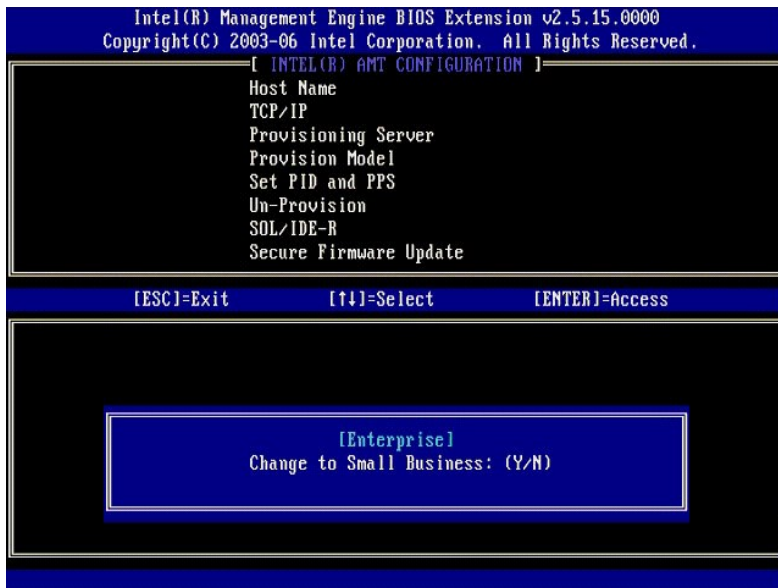 Intel(R) Management Engine BIOS Extension v2.5.15.0000
Copyright(C) 2003-06 Intel Corporation. All Rights Reserved.
[ INTEL(R) AMT CONFIGURATION ]
Host Name
TCP/IP
Provisioning Server
Provision Model
Set PID and PPS
Un-Provision
SOL/IDE-R
Secure Firmware Update
[ESC]=Exit [↑↓]=Select [ENTER]=Access
[Enterprise]
Change to Small Business: (Y/N)